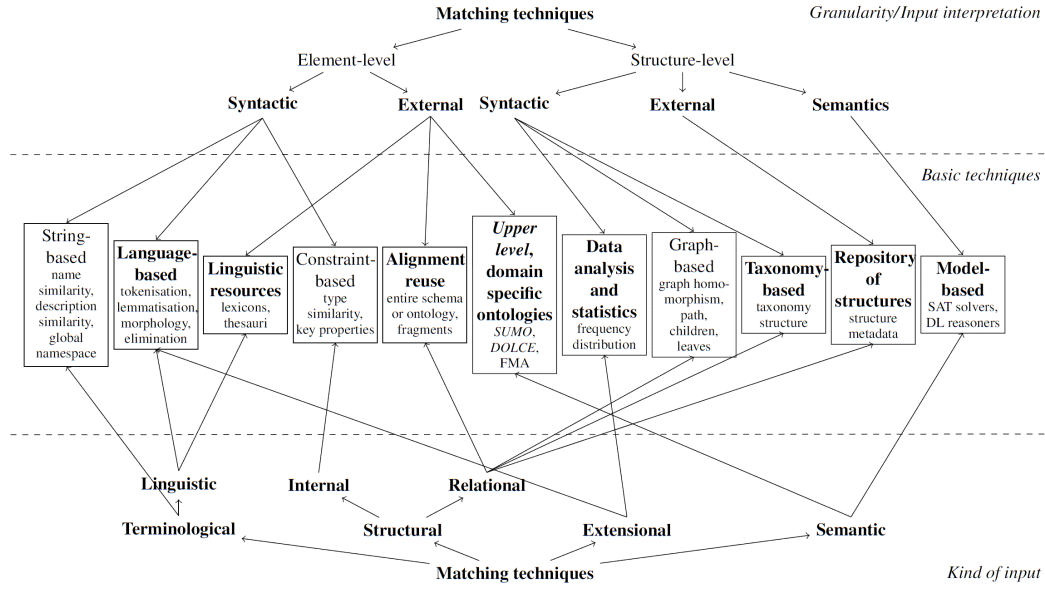 Matching techniques
Granularity/Input interpretation
Element-level
Structure-level
Syntactic
External
Syntactic
External
Semantics
Basic techniques
String-
based
name
similarity,
description
similarity,
global
namespace
Language-
based
tokenisation,
lemmatisation,
morphology,
elimination
Linguistic
resources
lexicons,
thesauri
Constraint-
based
type
similarity,
key properties
Alignment
reuse
entire schema
or ontology,
fragments
Upper
level, domain
specific
ontologies
SUMO,
DOLCE,
FMA
Data
analysis
and
statistics
frequency
distribution
Graph-
based
graph homo-
morphism,
path,
children,
leaves
Taxonomy-
based
taxonomy
structure
Repository
of
structures
structure
metadata
Model-
based
SAT solvers,
DL reasoners
Linguistic
Internal
Relational
Terminological
Structural
Extensional
Semantic
Matching techniques
Kind of input